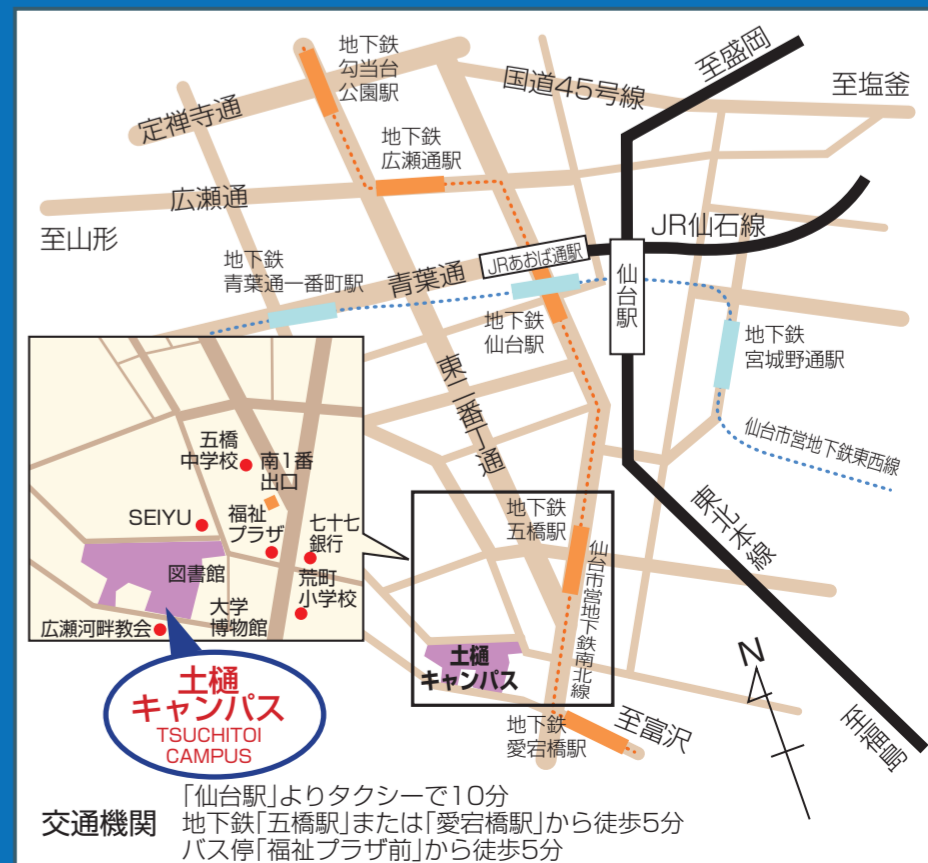 地下鉄
勾当台
公園駅
至盛岡
国道45号線
至塩釜
定禅寺通
地下鉄
広瀬通駅
広瀬通
至山形
JR仙石線
地下鉄
青葉通一番町駅
青葉通
JRあおば通駅
仙台駅
地下鉄
仙台駅
地下鉄
宮城野通駅
東二番丁通
仙台市営地下鉄東西線
五橋
中学校
南1番
出口
SEIYU
福祉
プラザ
七十七
銀行
図書館
荒町
小学校
大学
博物館
広瀬河畔教会
地下鉄
五橋駅
仙台市営地下鉄南北線
東北本線
土樋
キャンパス
N
土樋
キャンパス
TSUCHITOI
CAMPUS
地下鉄
愛宕橋駅
至富沢
至福島
交通機関
「仙台駅」よりタクシーで10分
地下鉄「五橋駅」または「愛宕橋駅」から徒歩5分
バス停「福祉プラザ前」から徒歩5分